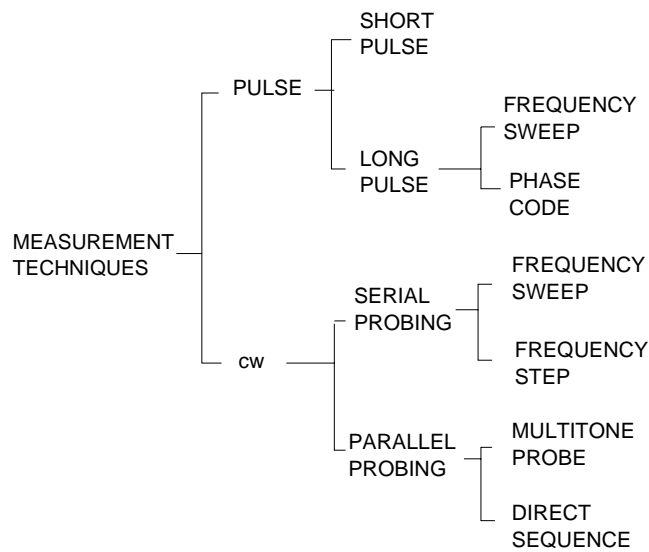 SHORT
PULSE
PULSE
FREQUENCY
SWEEP
LONG
PULSE
PHASE
CODE
MEASUREMENT
TECHNIQUES
FREQUENCY
SWEEP
SERIAL
PROBING
FREQUENCY
STEP
cw
MULTITONE
PROBE
PARALLEL
PROBING
DIRECT
SEQUENCE